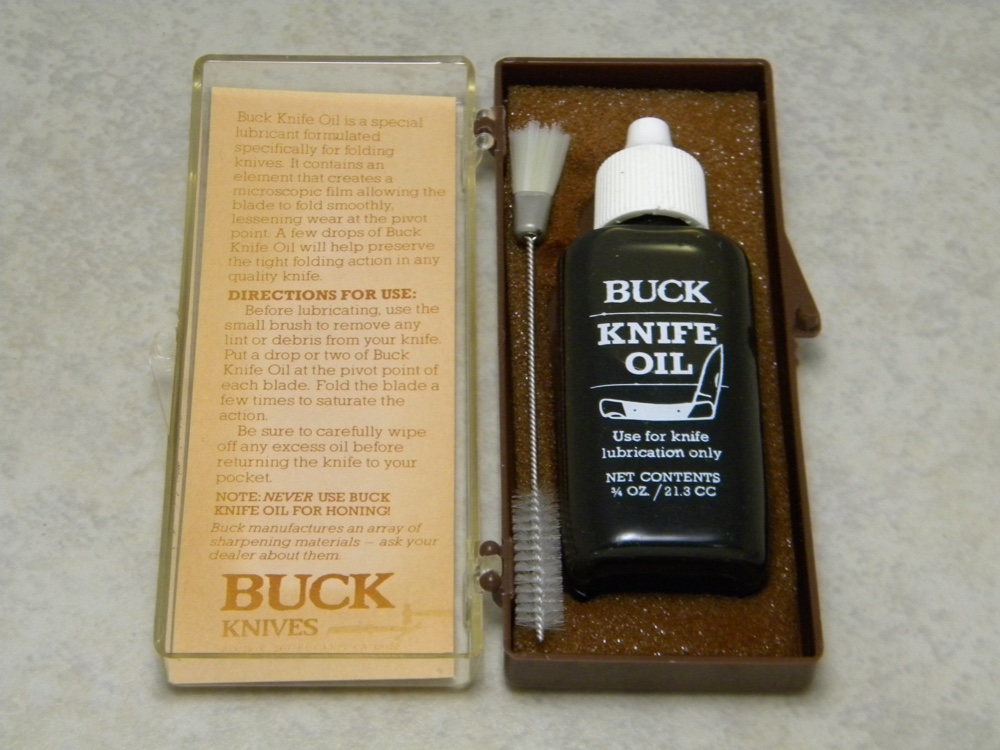 Buck Knife Oil is a special
lubricant formulated
specifically for folding
knives. It contains an
element that creates a
microscopic film allowing the
blade to fold smoothly,
lessening wear at the pivot
point. A few drops of Buck
Knife Oil will help preserve
the tight folding action in any
quality knife.
DIRECTIONS FOR USE:
Before lubricating, use the
small brush to remove any
lint or debris from your knife.
Put a drop or two of Buck
Knife Oil at the pivot point of
each blade. Fold the blade a
few times to saturate the
action.
Be sure to carefully wipe
off any excess oil before
returning the knife to your
pocket.
NOTE: NEVER USE BUCK
KNIFE OIL FOR HONING!
Buck manufactures an array of
sharpening materials — ask your
dealer about them.
BUCK
KNIVES
BUCK
KNIFE
OIL
Use for knife
lubrication only
NET CONTENTS
¾ OZ. / 21.3 CC